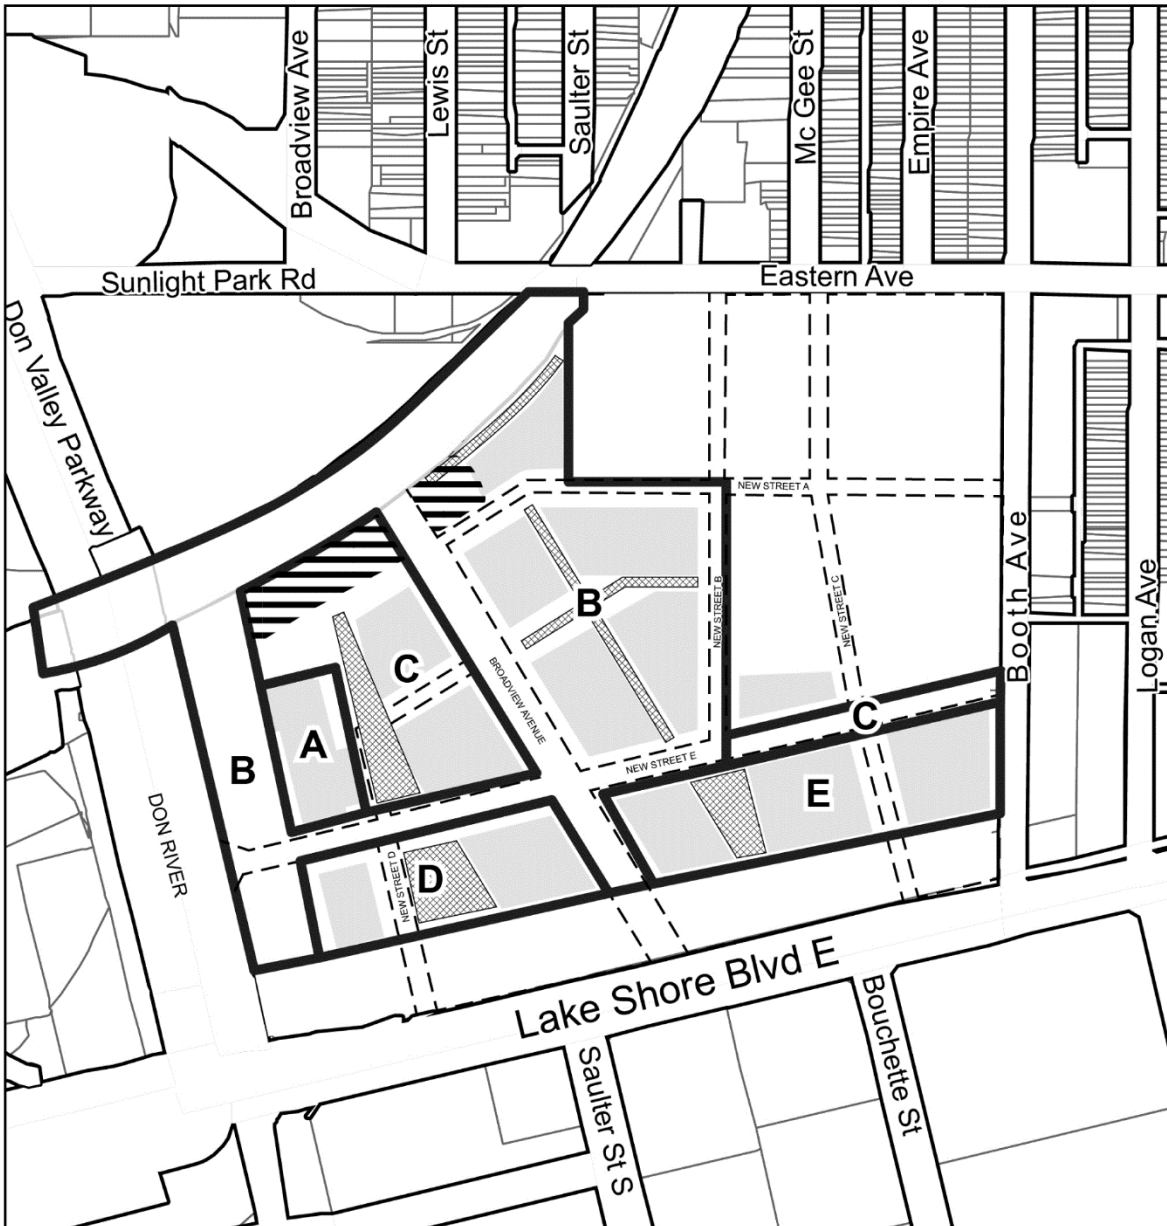 Broadview Ave
Lewis St
Saulter St
Mc Gee St
Empire Ave
Sunlight Park Rd
Eastern Ave
Don Valley Parkway
NEW STREET A
NEW STREET B
NEW STREET C
Booth Ave
Logan Ave
B
C
BROADVIEW AVENUE
C
A
B
NEW STREET E
E
DON RIVER
D
NEW STREET D
Lake Shore Blvd E
Bouchette St
Saulter St S